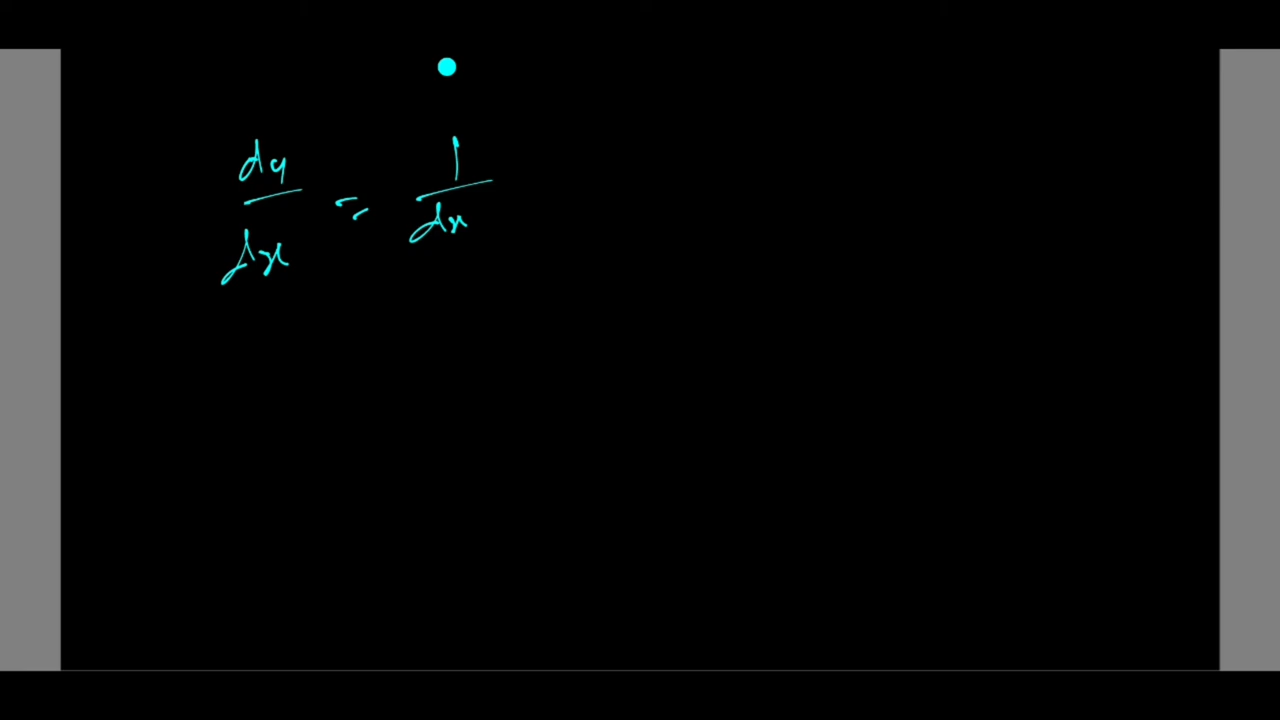 dy/dx = 1/dx